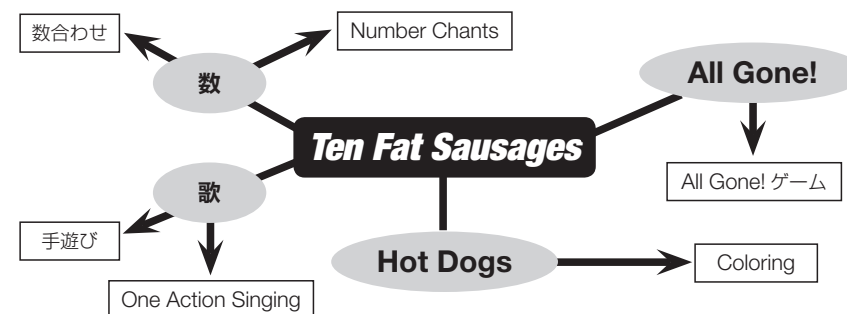 数合わせ
Number Chants
数
All Gone!
Ten Fat Sausages
歌
All Gone! ゲーム
手遊び
Hot Dogs
Coloring
One Action Singing